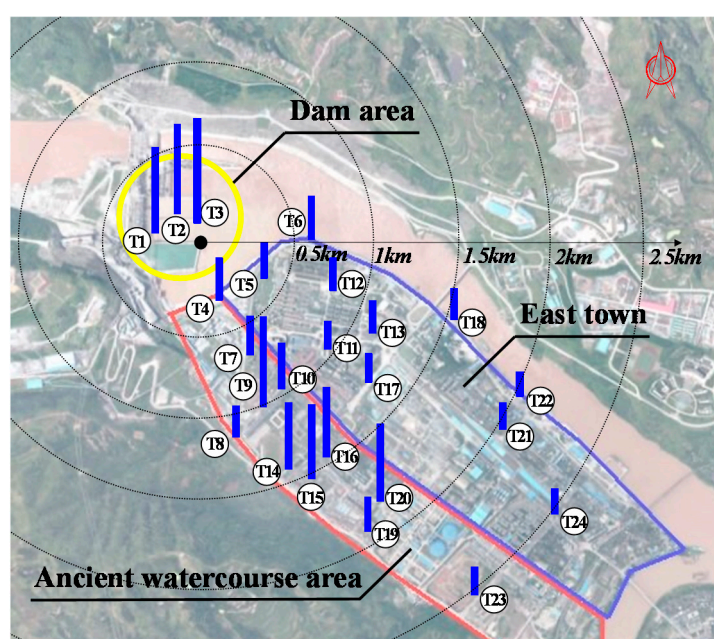 Dam area
T1
T2
T3
T6
0.5km
1km
1.5km
2km
2.5km
T5
T12
T4
T18
T13
East town
T7
T11
T9
T10
T17
T22
T8
T21
T16
T14
T15
T20
T24
T19
Ancient watercourse area
T23